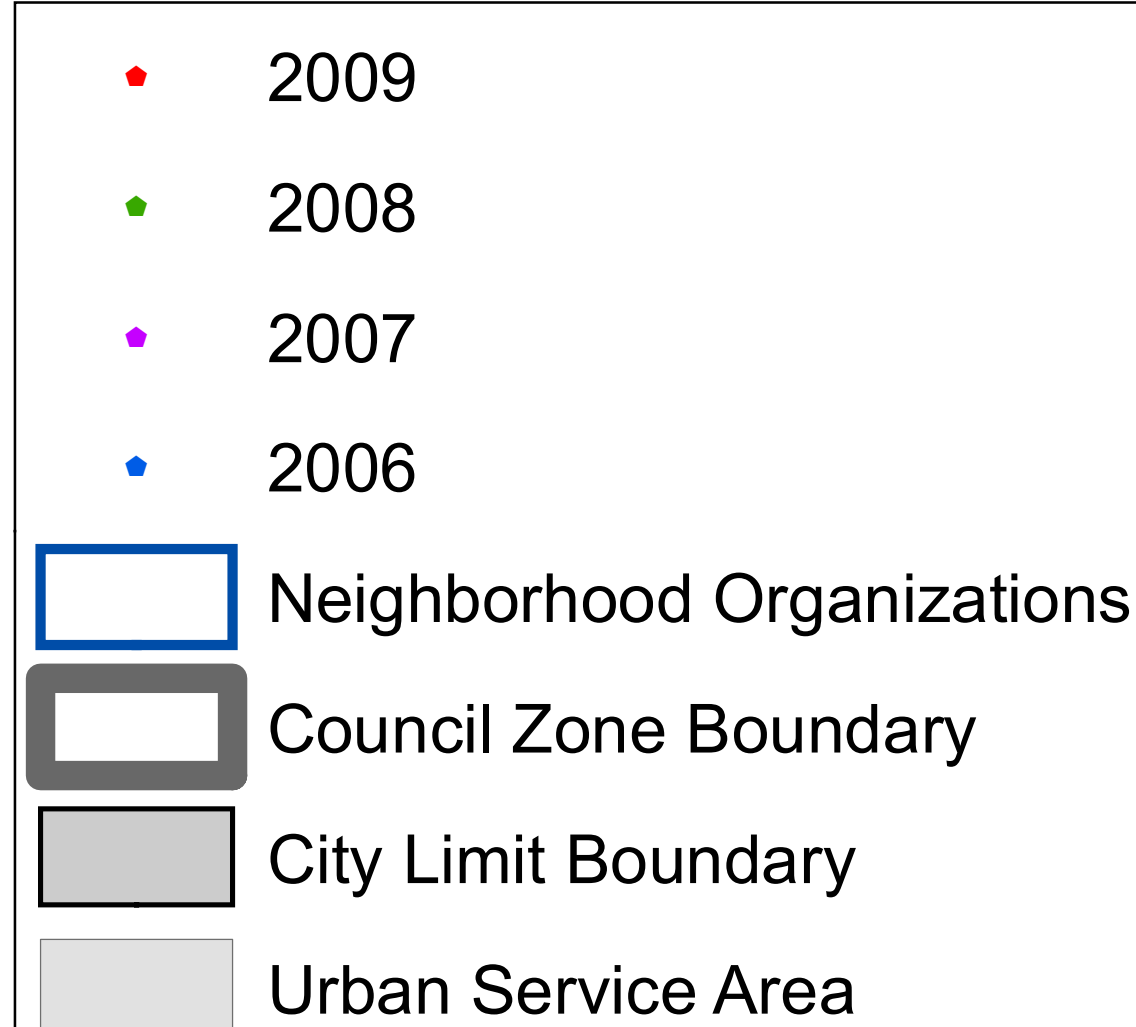 2009
2008
2007
2006
Neighborhood Organizations
Council Zone Boundary
City Limit Boundary
Urban Service Area